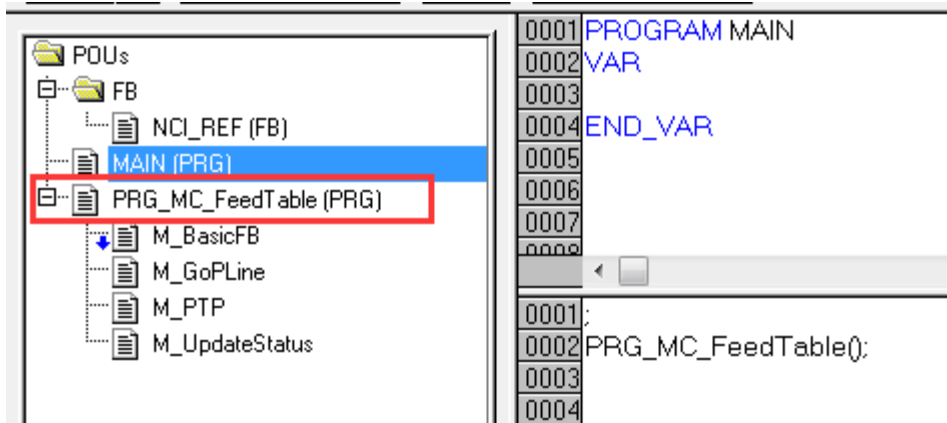 POUs
FB
NCI_REF (FB)
MAIN (PRG)
PRG_MC_FeedTable (PRG)
M_BasicFB
M_GoPLine
M_PTP
M_UpdateStatus
0001 PROGRAM MAIN
0002 VAR
0003
0004 END_VAR
0005
0006
0007
0008
0001 ;
0002 PRG_MC_FeedTable();
0003
0004